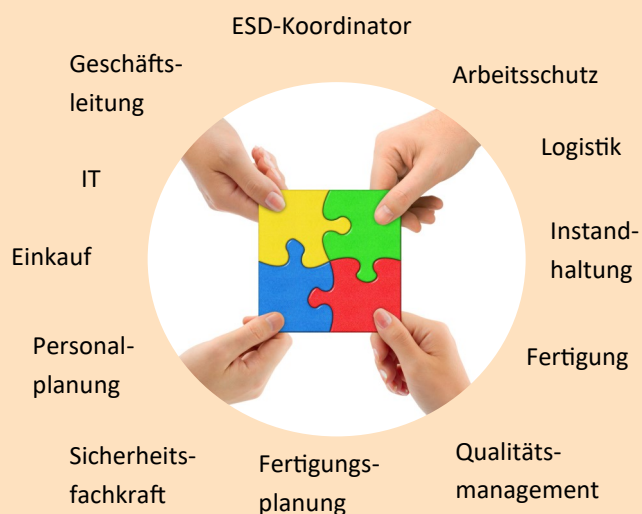 ESD-Koordinator
Geschäfts-
leitung
Arbeitsschutz
Logistik
IT
Instand-
haltung
Einkauf
Personal-
planung
Fertigung
Sicherheits-
fachkraft
Fertigungs-
planung
Qualitäts-
management